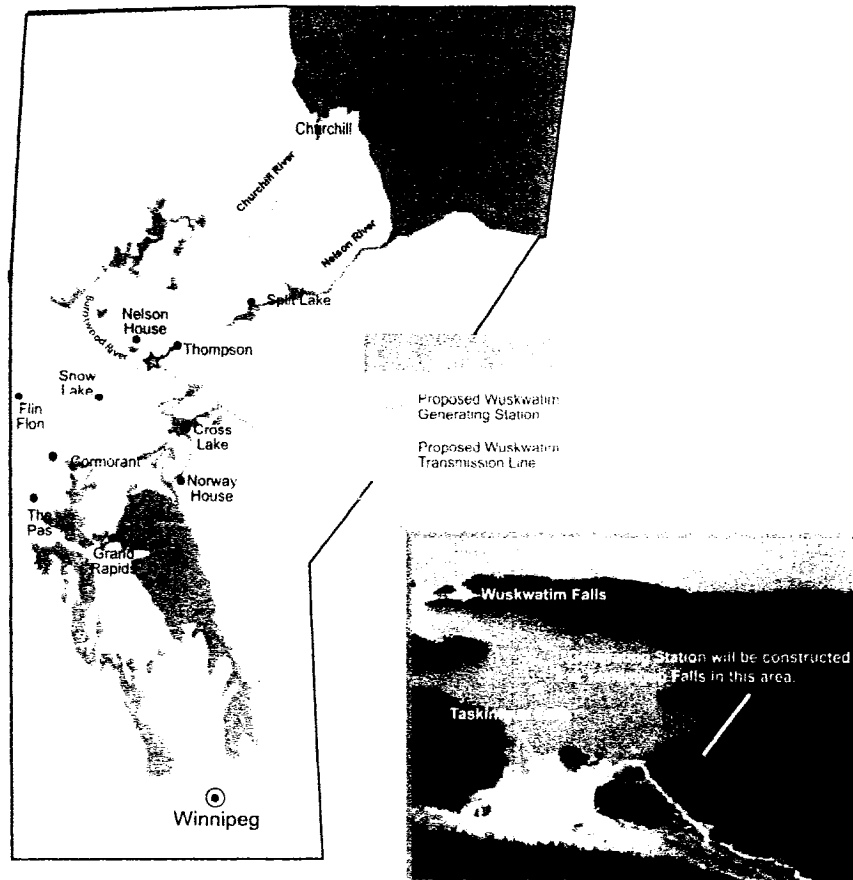 Churchill
Churchill River
Nelson River
Split Lake
Nelson
House
Burntwood River
Thompson
Snow
Lake
Flin
Flon
Cross
Lake
Cormorant
Norway
House
The
Pas
Grand
Rapids
Winnipeg
Proposed Wuskwatim
Generating Station
Proposed Wuskwatim
Transmission Line
Wuskwatim Falls
Station will be constructed
Falls in this area.